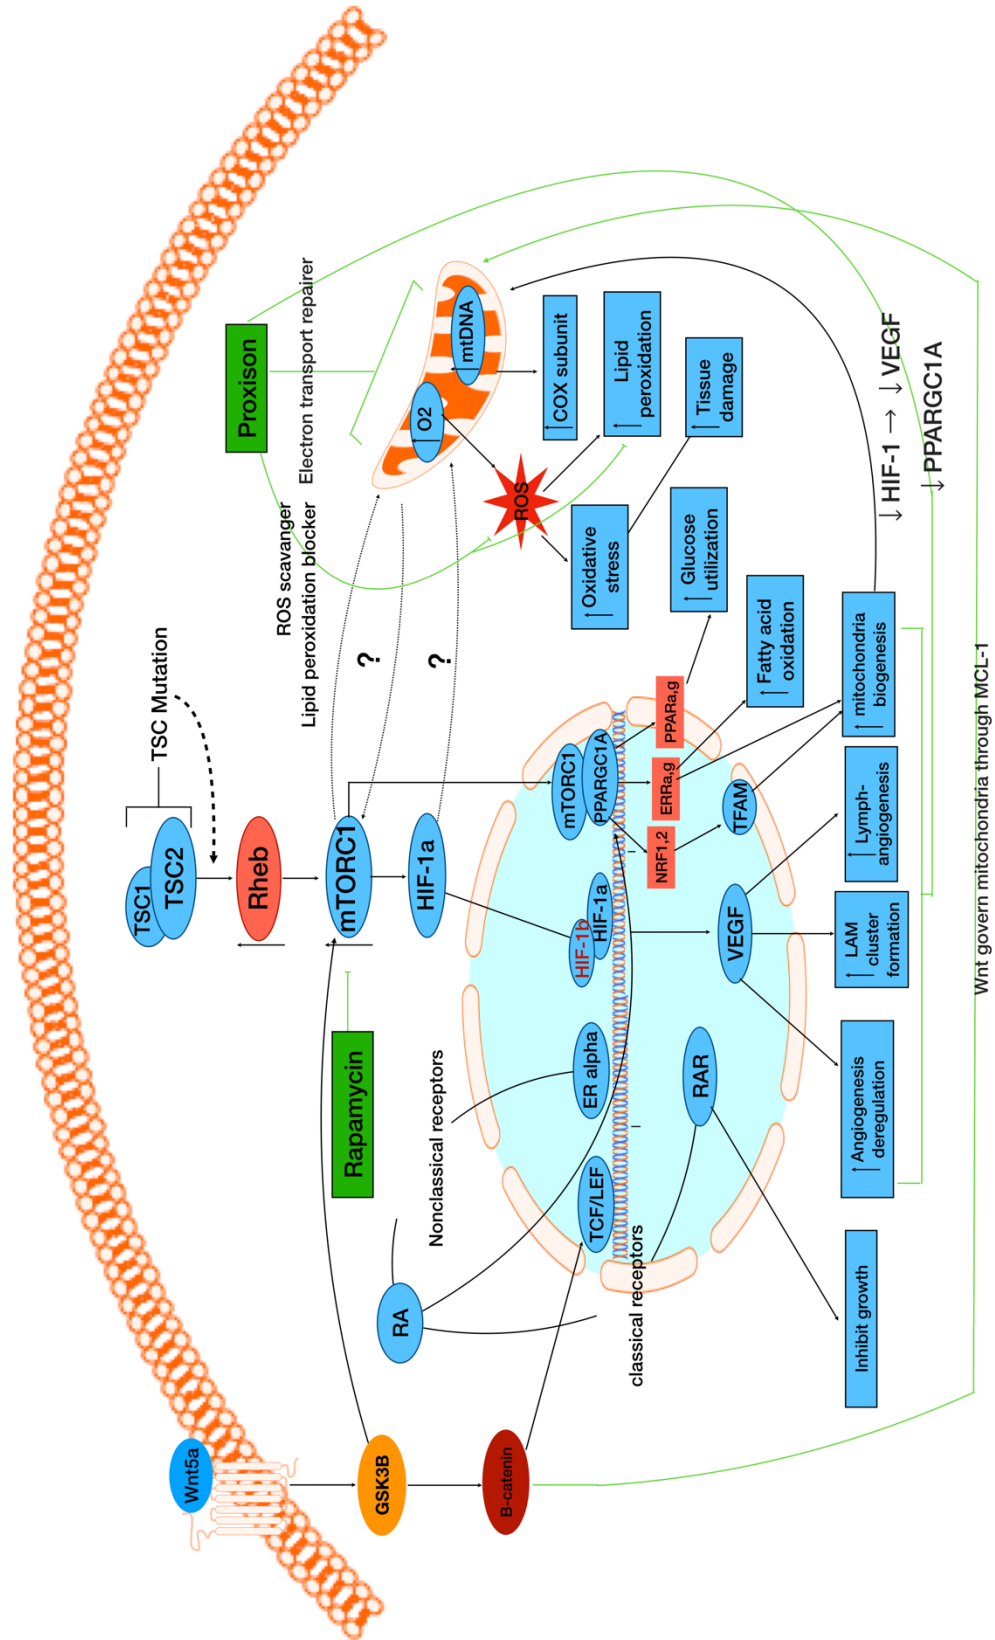 Wnt5a
GSK3B
B-catenin
TSC Mutation
TSC1
TSC2
Rheb
mTORC1
HIF-1a
Rapamycin
Proxison
ROS scavanger
Lipid peroxidation blocker
Electron transport repairer
?
?
↑O2
↑mtDNA
ROS
↑COX subunit
↑Lipid
peroxidation
↑Tissue
damage
↑Oxidative
stress
↑Glucose
utilization
↑Fatty acid
oxidation
RA
Nonclassical receptors
classical receptors
TCF/LEF
ER alpha
HIF-1b
HIF-1a
mTORC1
PPARGC1A
PPARa,g
ERRa,g
NRF1,2
TFAM
VEGF
RAR
Inhibit growth
↑Angiogenesis
deregulation
↑LAM
cluster
formation
↑Lymph-
angiogenesis
↑mitochondria
biogenesis
↓HIF-1 → ↓VEGF
↓PPARGC1A
Wnt govern mitochondria through MCL-1